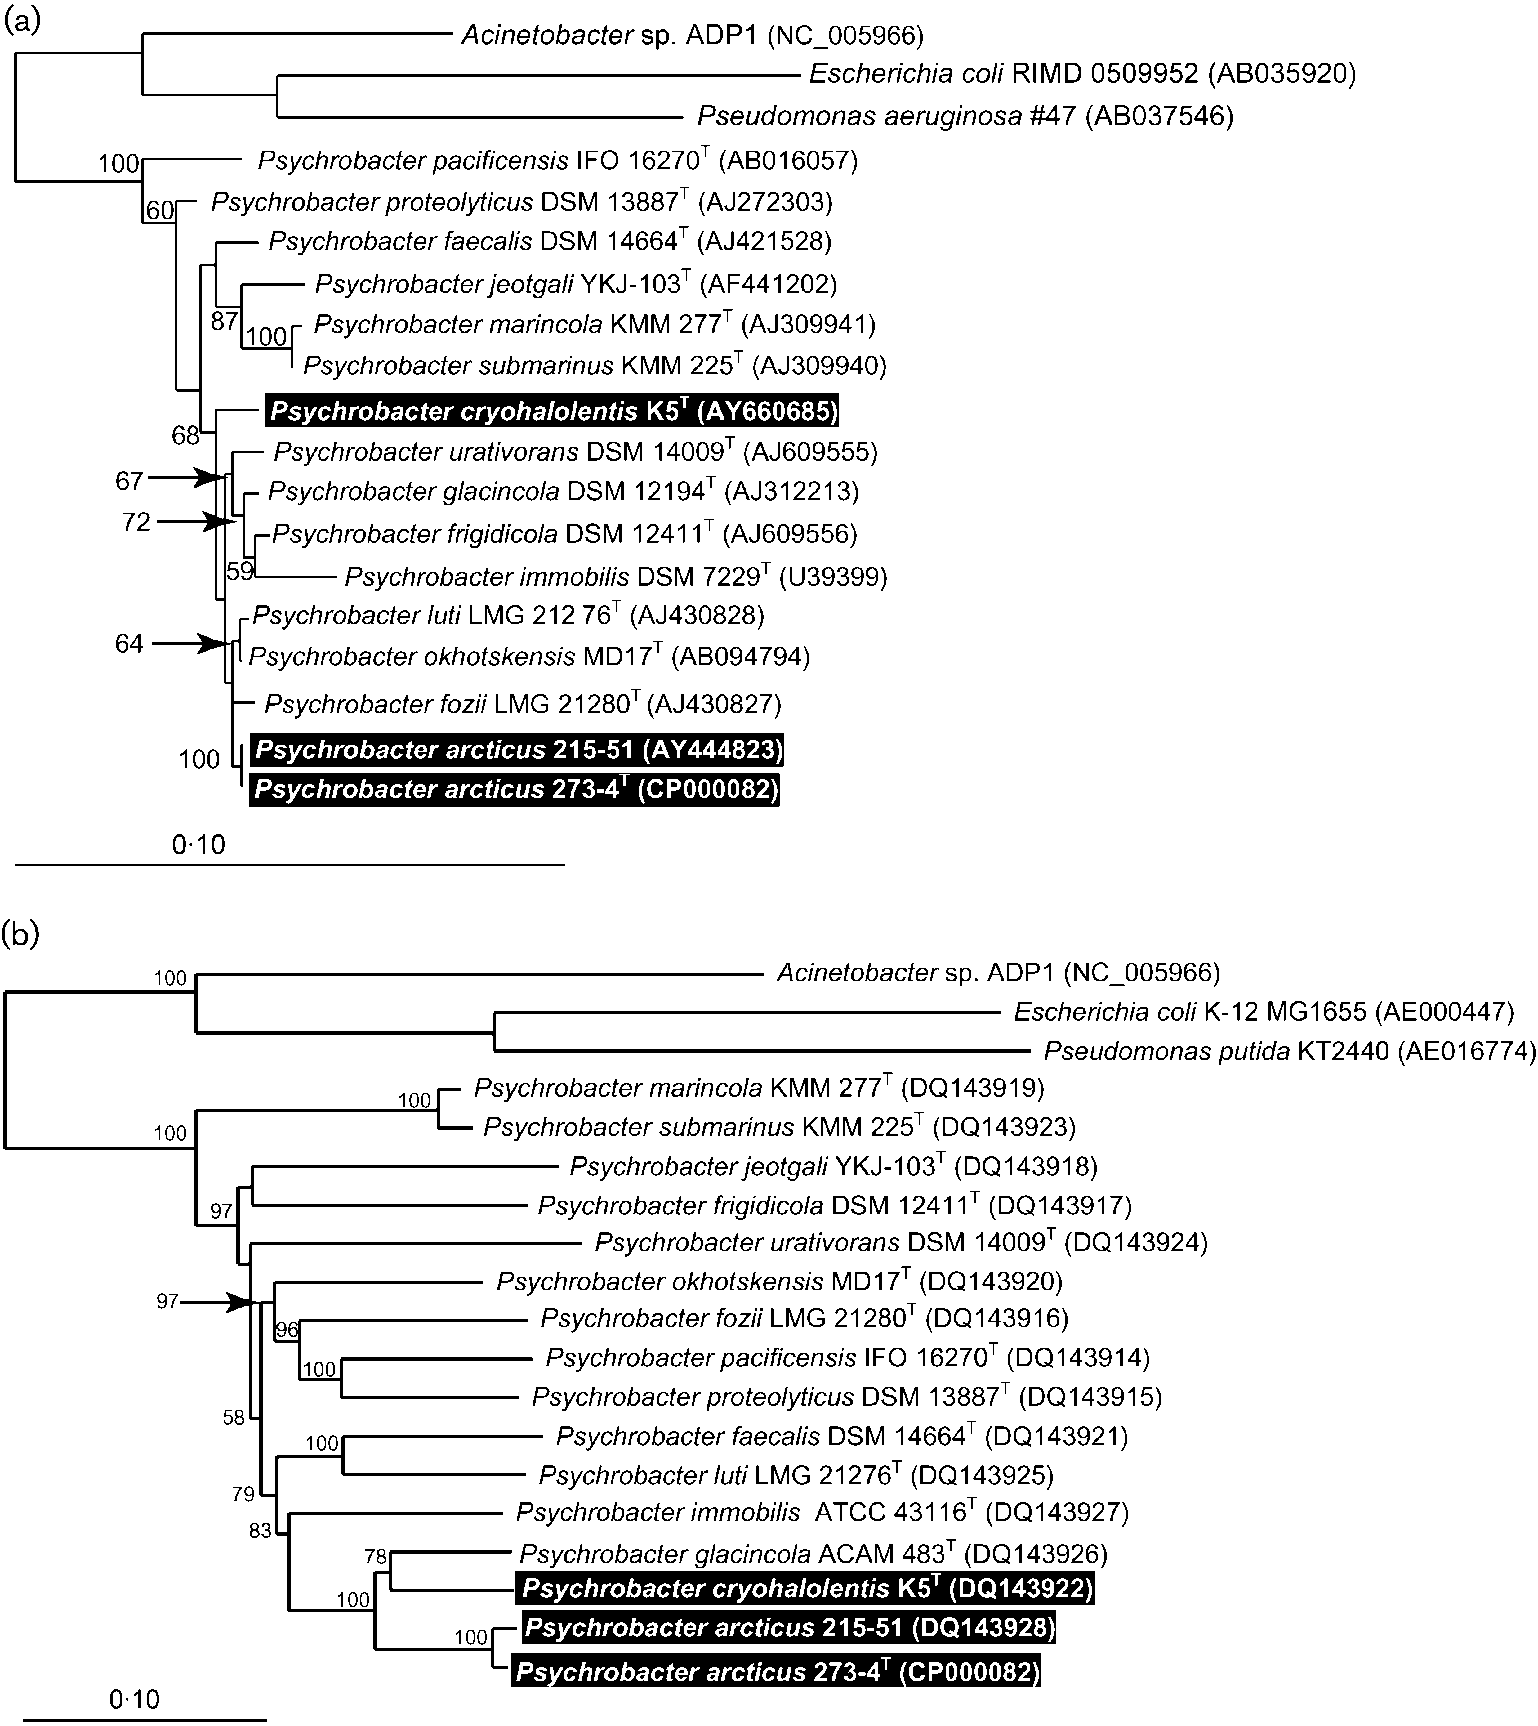 (a)
Acinetobacter sp. ADP1 (NC_005966)
Escherichia coli RIMD 0509952 (AB035920)
Pseudomonas aeruginosa #47 (AB037546)
100
Psychrobacter pacificensis IFO 16270T (AB016057)
60
Psychrobacter proteolyticus DSM 13887T (AJ272303)
Psychrobacter faecalis DSM 14664T (AJ421528)
Psychrobacter jeotgali YKJ-103T (AF441202)
87
100
Psychrobacter marincola KMM 277T (AJ309941)
Psychrobacter submarinus KMM 225T (AJ309940)
Psychrobacter cryohalolentis K5T (AY660685)
68
Psychrobacter urativorans DSM 14009T (AJ609555)
67
Psychrobacter glacincola DSM 12194T (AJ312213)
72
Psychrobacter frigidicola DSM 12411T (AJ609556)
59
Psychrobacter immobilis DSM 7229T (U39399)
Psychrobacter luti LMG 212 76T (AJ430828)
64
Psychrobacter okhotskensis MD17T (AB094794)
Psychrobacter fozii LMG 21280T (AJ430827)
100
Psychrobacter arcticus 215-51 (AY444823)
Psychrobacter arcticus 273-4T (CP000082)
0·10
(b)
100
Acinetobacter sp. ADP1 (NC_005966)
Escherichia coli K-12 MG1655 (AE000447)
Pseudomonas putida KT2440 (AE016774)
100
Psychrobacter marincola KMM 277T (DQ143919)
100
Psychrobacter submarinus KMM 225T (DQ143923)
Psychrobacter jeotgali YKJ-103T (DQ143918)
97
Psychrobacter frigidicola DSM 12411T (DQ143917)
Psychrobacter urativorans DSM 14009T (DQ143924)
Psychrobacter okhotskensis MD17T (DQ143920)
97
96
Psychrobacter fozii LMG 21280T (DQ143916)
100
Psychrobacter pacificensis IFO 16270T (DQ143914)
Psychrobacter proteolyticus DSM 13887T (DQ143915)
58
100
Psychrobacter faecalis DSM 14664T (DQ143921)
Psychrobacter luti LMG 21276T (DQ143925)
79
83
Psychrobacter immobilis ATCC 43116T (DQ143927)
78
Psychrobacter glacincola ACAM 483T (DQ143926)
100
Psychrobacter cryohalolentis K5T (DQ143922)
100
Psychrobacter arcticus 215-51 (DQ143928)
Psychrobacter arcticus 273-4T (CP000082)
0·10